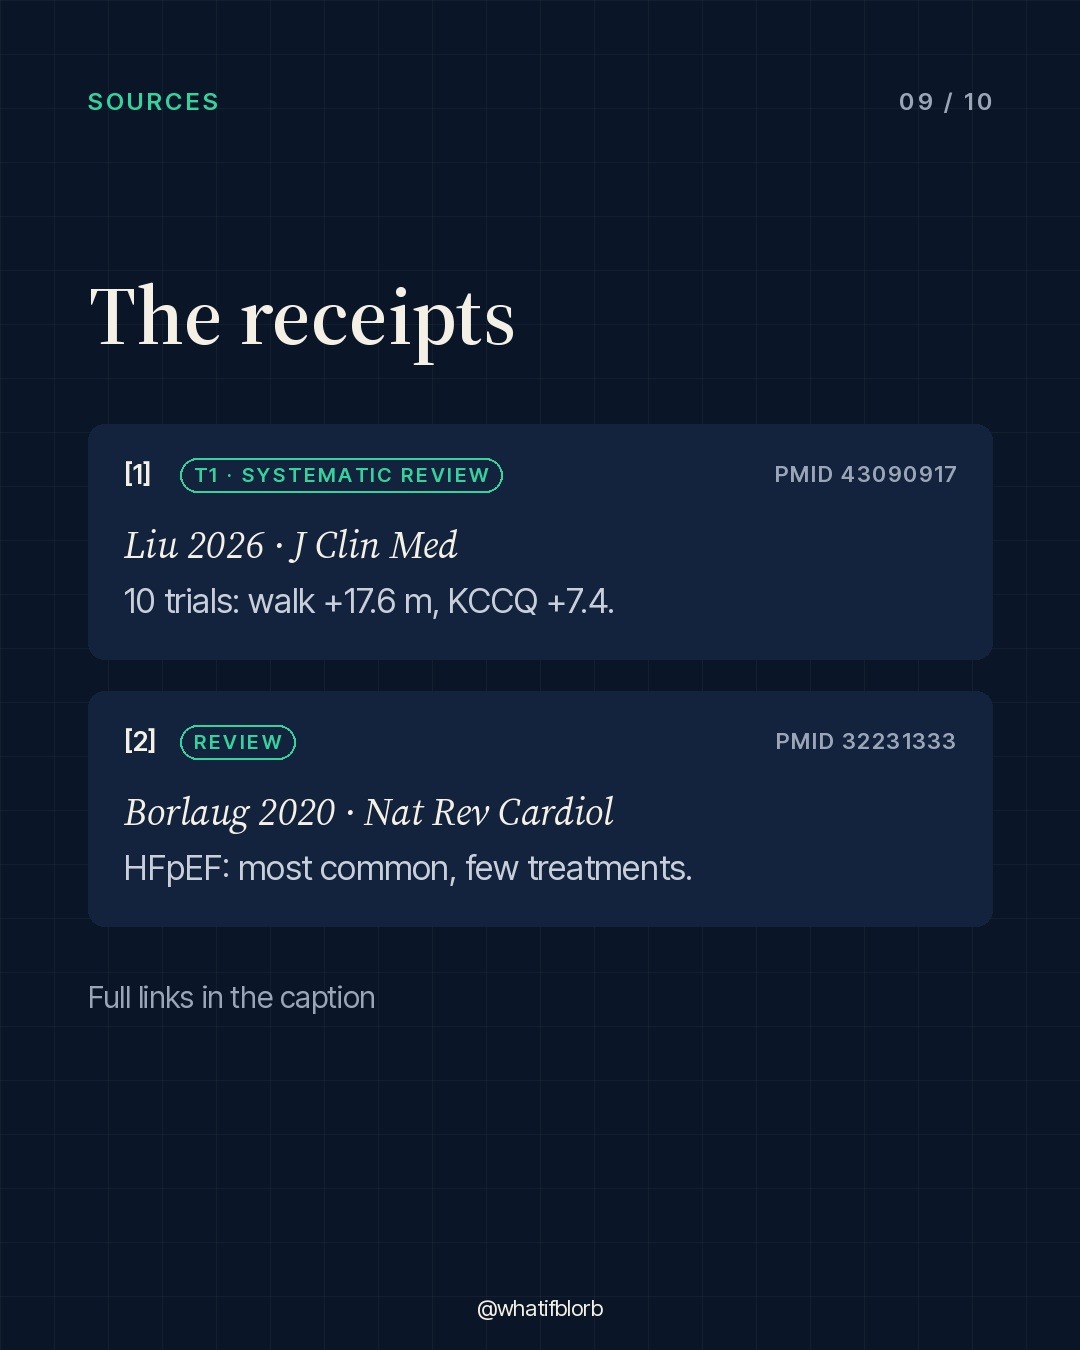 SOURCES
09 / 10
The receipts
[1] T1 · SYSTEMATIC REVIEW PMID 43090917
Liu 2026 · J Clin Med
10 trials: walk +17.6 m, KCCQ +7.4.
[2] REVIEW PMID 32231333
Borlaug 2020 · Nat Rev Cardiol
HFpEF: most common, few treatments.
Full links in the caption
@whatifblorb